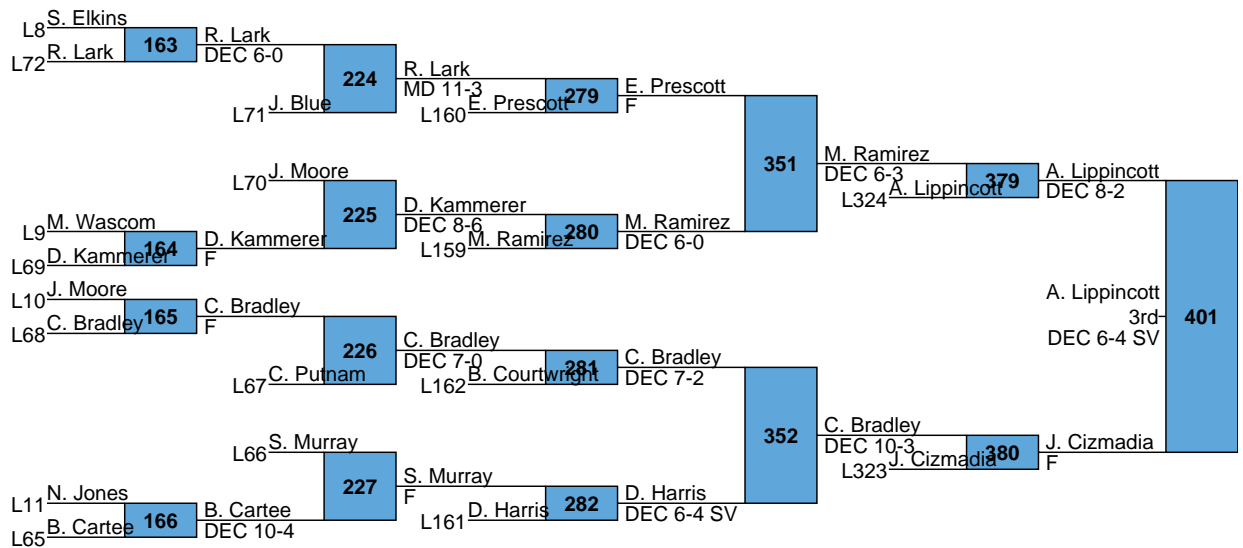 S. Elkins
L8
163
R. Lark
DEC 6-0
R. Lark
L72
224
R. Lark
MD 11-3
J. Blue
L71
279
E. Prescott
F
E. Prescott
L160
351
M. Ramirez
DEC 6-3
J. Moore
L70
225
D. Kammerer
DEC 8-6
M. Wascom
L9
164
D. Kammerer
F
D. Kammerer
L69
280
M. Ramirez
DEC 6-0
M. Ramirez
L159
379
A. Lippincott
DEC 8-2
A. Lippincott
L324
J. Moore
L10
165
C. Bradley
F
C. Bradley
L68
226
C. Bradley
DEC 7-0
C. Putnam
L67
281
C. Bradley
DEC 7-2
B. Courtwright
L162
A. Lippincott
3rd
DEC 6-4 SV
401
352
C. Bradley
DEC 10-3
S. Murray
L66
227
S. Murray
F
N. Jones
L11
166
B. Cartee
DEC 10-4
B. Cartee
L65
282
D. Harris
DEC 6-4 SV
D. Harris
L161
380
J. Cizmadia
F
J. Cizmadia
L323